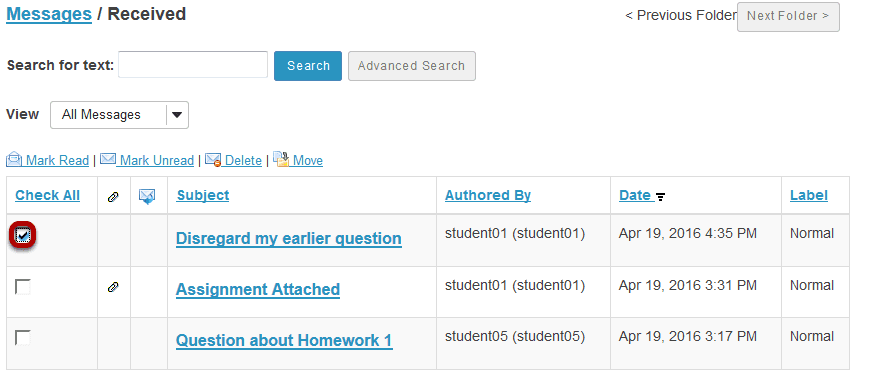 Messages / Received < Previous Folder Next Folder >
Search for text: Search Advanced Search
View All Messages
Mark Read | Mark Unread | Delete | Move
Check All Subject Authored By Date Label
Disregard my earlier question student01 (student01) Apr 19, 2016 4:35 PM Normal
Assignment Attached student01 (student01) Apr 19, 2016 3:31 PM Normal
Question about Homework 1 student05 (student05) Apr 19, 2016 3:17 PM Normal